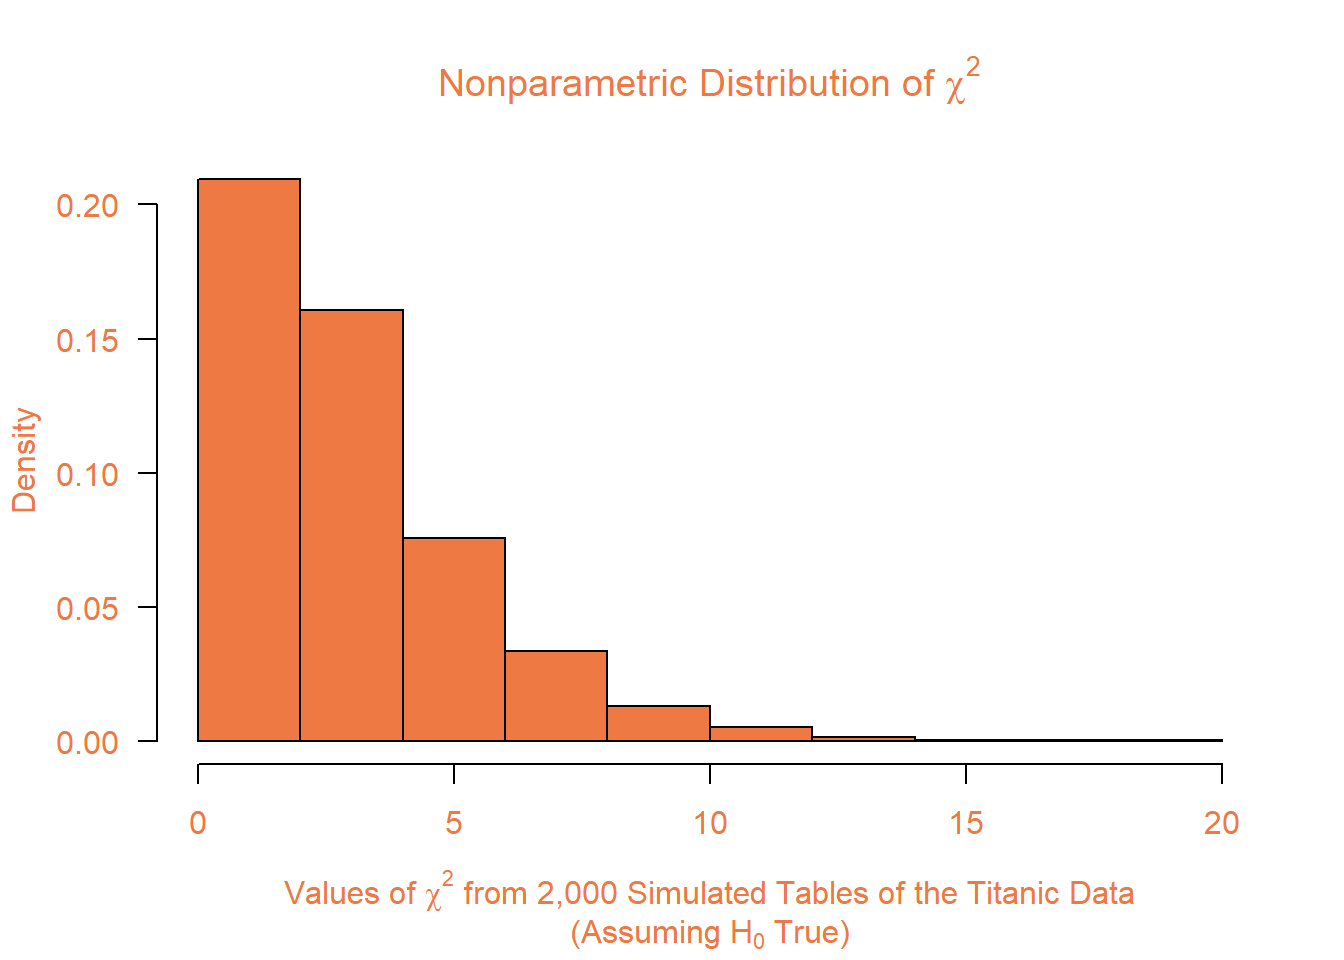 Nonparametric Distribution of χ²
Density
0.20
0.15
0.10
0.05
0.00
0 5 10 15 20
Values of χ² from 2,000 Simulated Tables of the Titanic Data
(Assuming H₀ True)